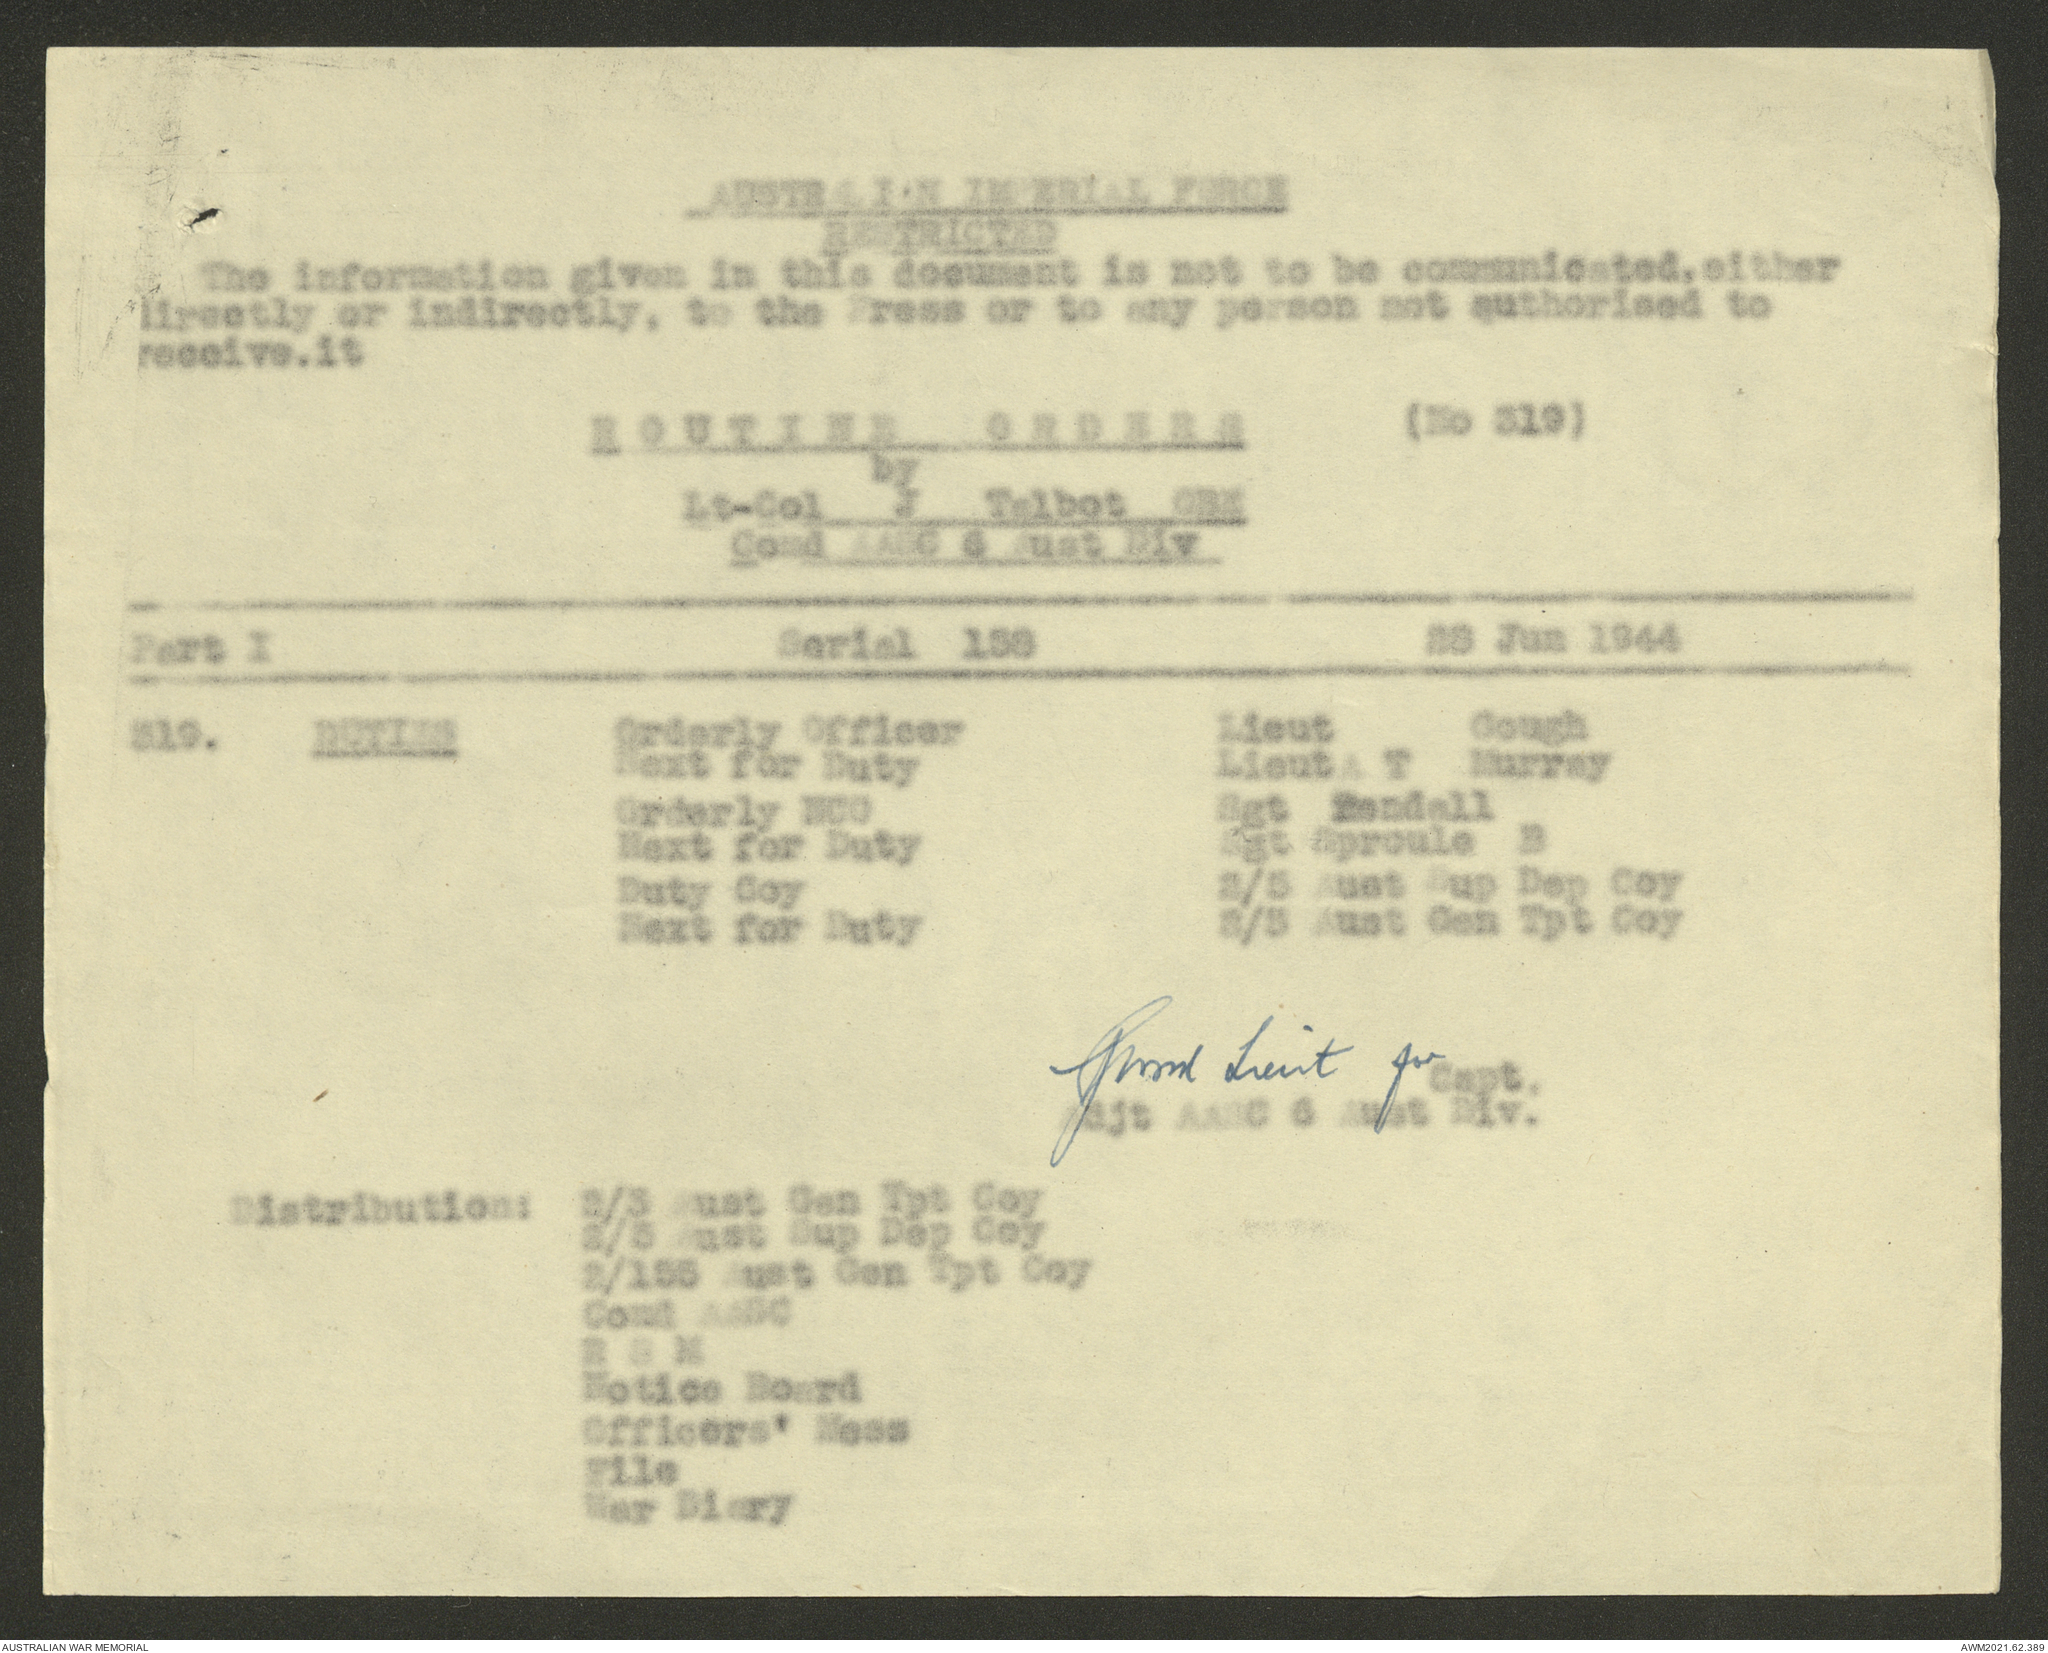 AUSTRALIAN IMPERIAL FORCE
RESTRICTED
The information given in this document is not to be communicated, either
directly or indirectly, to the Press or to any person not authorised to
receive.it
ROUTINE ORDERS (No 319)
by
Lt-Col J Talbot OBE
Comd AASC 6 Aust Div
Part I Serial 158 Jun 1944
319. DUTIES Orderly Officer Lieut Gough
Next for Duty Lieut A T Murray
Orderly NCO Sgt Rendall
Next for Duty Sgt Sproule B
Duty Coy 2/5 Aust Sup Dep Coy
Next for Duty 2/3 Aust Gen Tpt Coy
Lieut for Capt.
Adjt AASC 6 Aust Div.
Distribution: 2/3 Aust Gen Tpt Coy
2/5 Aust Sup Dep Coy
2/155 Aust Gen Tpt Coy
Comd AASC
R S M
Notice Board
Officers' Mess
File
War Diary
AUSTRALIAN WAR MEMORIAL AWM2021.62.389